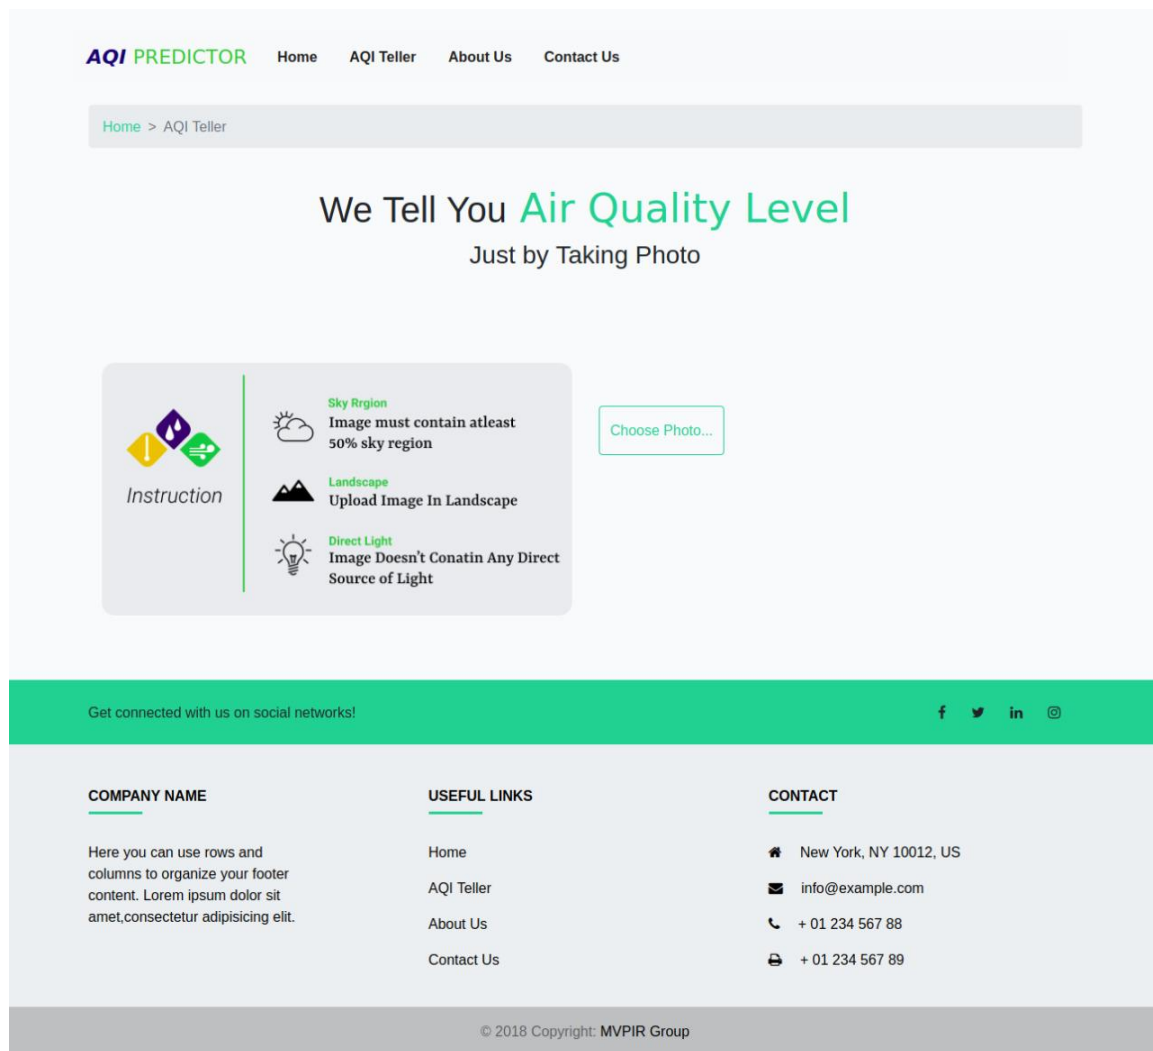 AQI PREDICTOR Home AQI Teller About Us Contact Us
Home > AQI Teller
We Tell You Air Quality Level
Just by Taking Photo
Instruction
Sky Rrgion
Image must contain atleast
50% sky region
Landscape
Upload Image In Landscape
Direct Light
Image Doesn't Conatin Any Direct
Source of Light
Choose Photo...
Get connected with us on social networks!
COMPANY NAME
Here you can use rows and
columns to organize your footer
content. Lorem ipsum dolor sit
amet,consectetur adipisicing elit.
USEFUL LINKS
Home
AQI Teller
About Us
Contact Us
CONTACT
New York, NY 10012, US
info@example.com
+ 01 234 567 88
+ 01 234 567 89
© 2018 Copyright: MVPIR Group